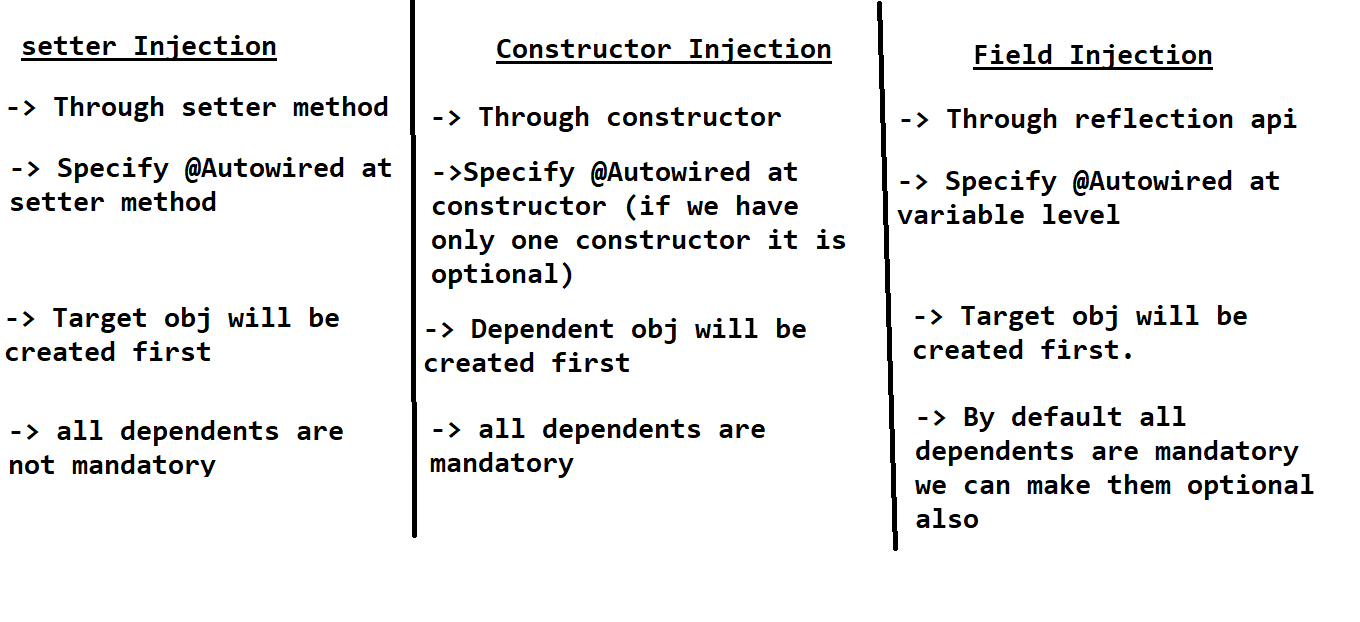 setter Injection
-> Through setter method
-> Specify @Autowired at
setter method
-> Target obj will be
created first
-> all dependents are
not mandatory
Constructor Injection
-> Through constructor
->Specify @Autowired at
constructor (if we have
only one constructor it is
optional)
-> Dependent obj will be
created first
-> all dependents are
mandatory
Field Injection
-> Through reflection api
-> Specify @Autowired at
variable level
-> Target obj will be
created first.
-> By default all
dependents are mandatory
we can make them optional
also